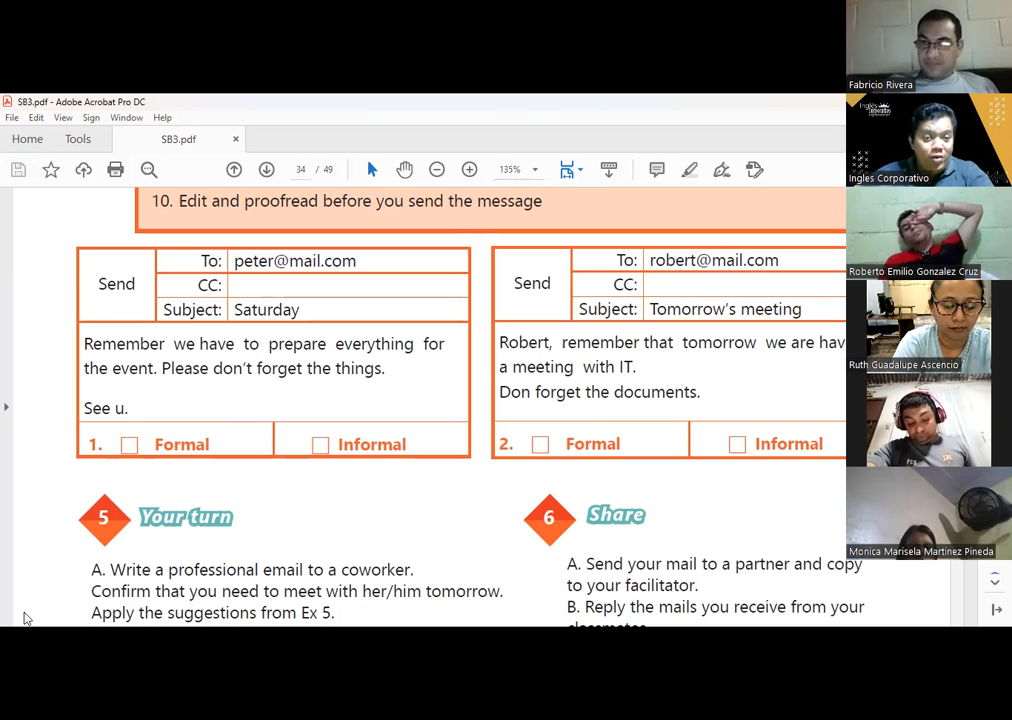 SB3.pdf - Adobe Acrobat Pro DC
File Edit View Sign Window Help
Home Tools SB3.pdf ×
34 / 49 135%
10. Edit and proofread before you send the message
Send
To: peter@mail.com
CC:
Subject: Saturday
Remember we have to prepare everything for
the event. Please don't forget the things.
See u.
1. Formal Informal
Send
To: robert@mail.com
CC:
Subject: Tomorrow's meeting
Robert, remember that tomorrow we are hav
a meeting with IT.
Don forget the documents.
2. Formal Informal
5 Your turn
A. Write a professional email to a coworker.
Confirm that you need to meet with her/him tomorrow.
Apply the suggestions from Ex 5.
6 Share
A. Send your mail to a partner and copy
to your facilitator.
B. Reply the mails you receive from your
Fabricio Rivera
Inglés
Corporativo
Ingles Corporativo
Roberto Emilio Gonzalez Cruz
Ruth Guadalupe Ascencio
Monica Marisela Martinez Pineda